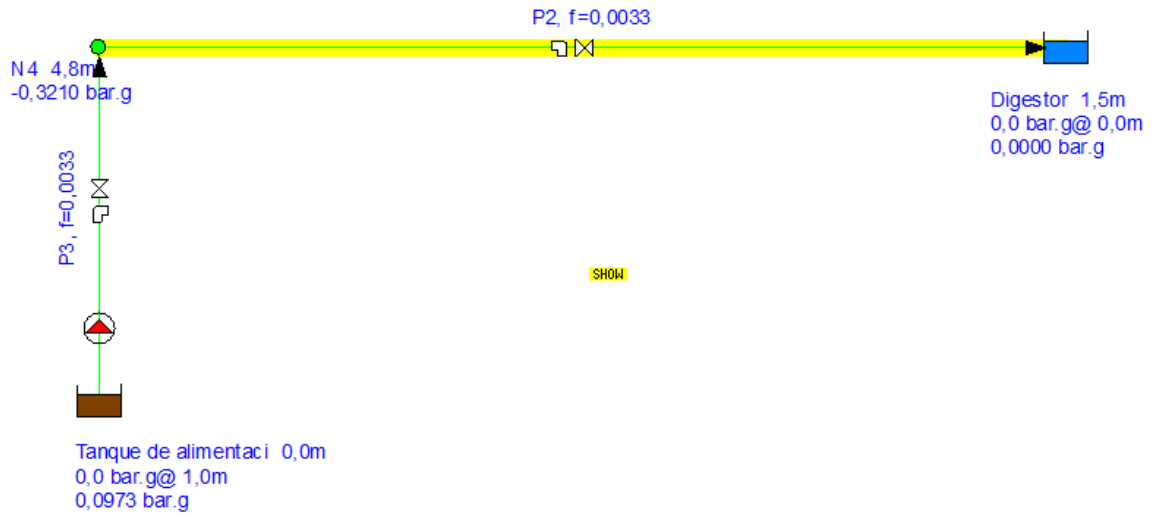 P2, f=0,0033
N4 4,8m
-0,3210 bar.g
Digestor 1,5m
0,0 bar.g@ 0,0m
0,0000 bar.g
P3, f=0,0033
SHOW
Tanque de alimentaci 0,0m
0,0 bar.g@ 1,0m
0,0973 bar.g